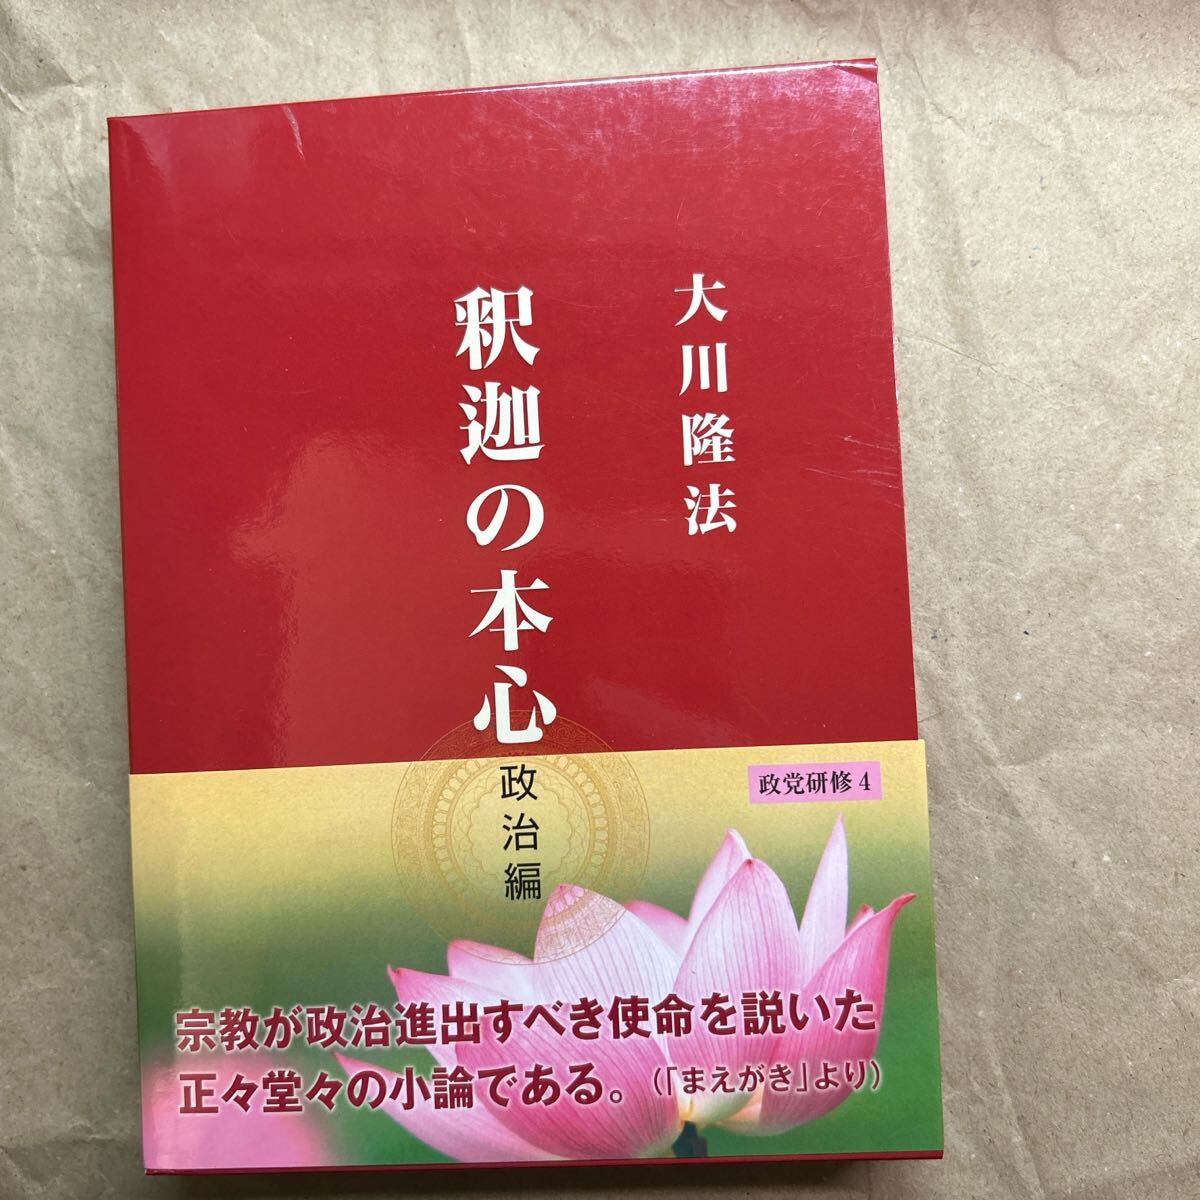 大川隆法
釈迦の本心
政治編
政党研修4
宗教が政治進出すべき使命を説いた
正々堂々の小論である。(「まえがき」より)